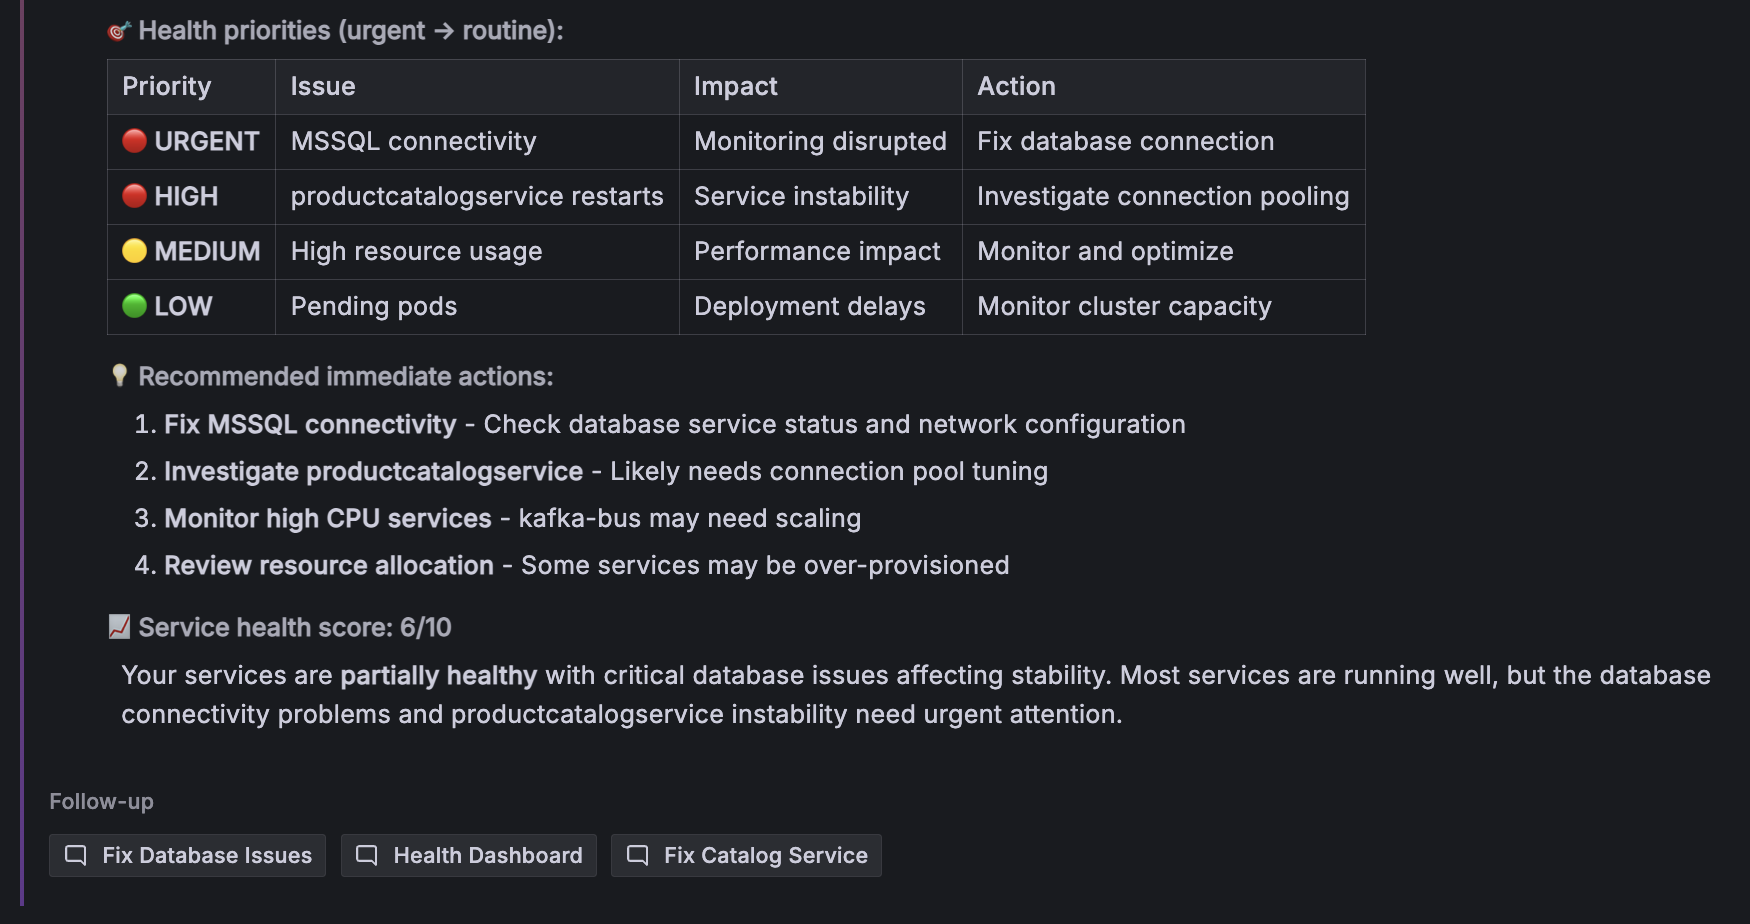 🎯 Health priorities (urgent → routine):
Priority Issue Impact Action
🔴 URGENT MSSQL connectivity Monitoring disrupted Fix database connection
🔴 HIGH productcatalogservice restarts Service instability Investigate connection pooling
🟡 MEDIUM High resource usage Performance impact Monitor and optimize
🟢 LOW Pending pods Deployment delays Monitor cluster capacity
💡 Recommended immediate actions:
1. Fix MSSQL connectivity - Check database service status and network configuration
2. Investigate productcatalogservice - Likely needs connection pool tuning
3. Monitor high CPU services - kafka-bus may need scaling
4. Review resource allocation - Some services may be over-provisioned
📈 Service health score: 6/10
Your services are partially healthy with critical database issues affecting stability. Most services are running well, but the database
connectivity problems and productcatalogservice instability need urgent attention.
Follow-up
Fix Database Issues Health Dashboard Fix Catalog Service